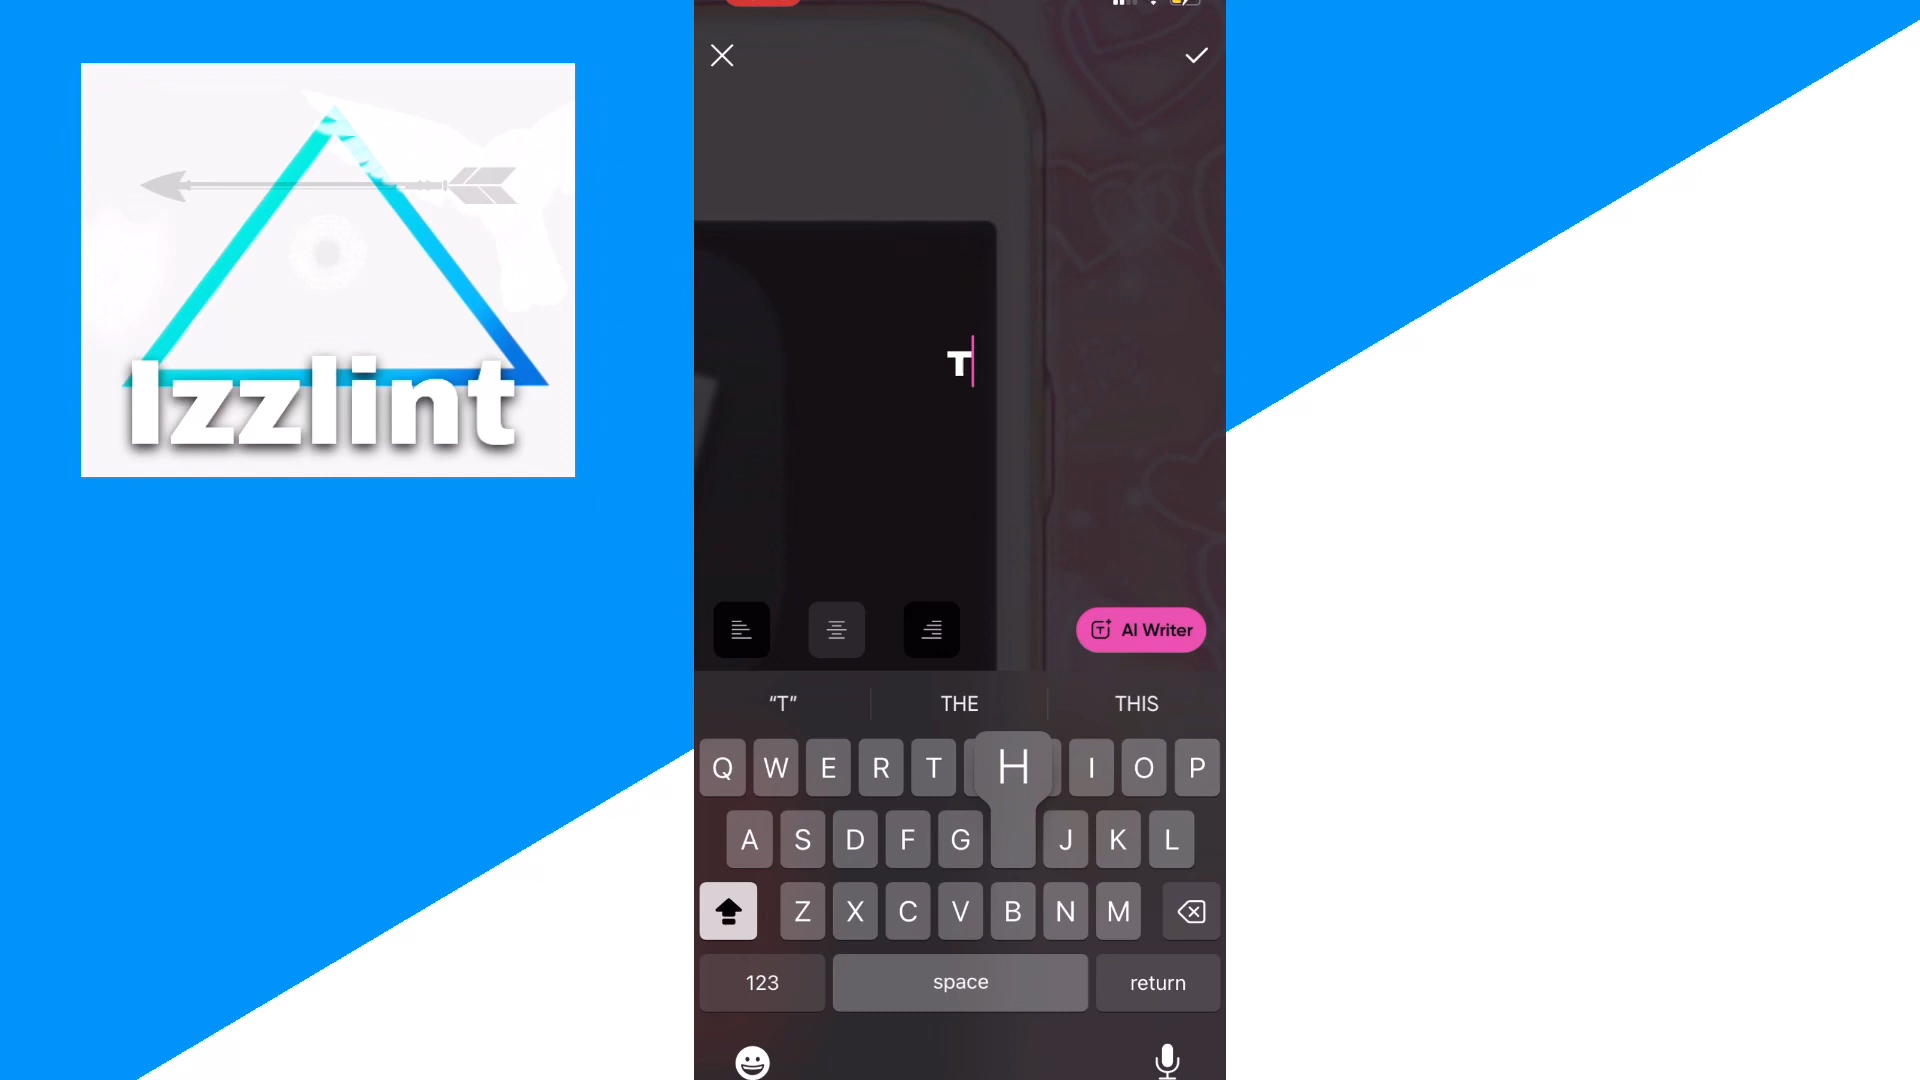 Izzlint
T
AI Writer
“T”
THE
THIS
Q W E R T H I O P
A S D F G J K L
Z X C V B N M
123
space
return